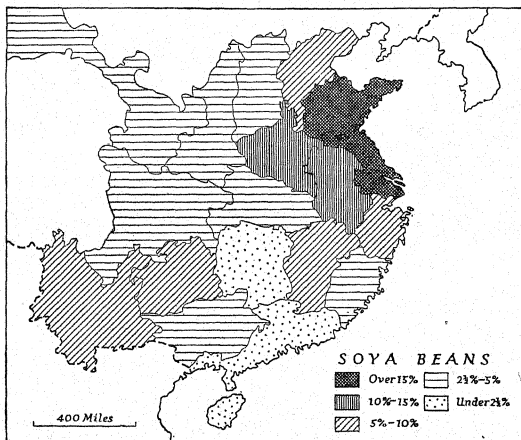 SOYA BEANS
Over 15% 2½%–5%
10%–15% Under 2½%
5%–10%
400 Miles